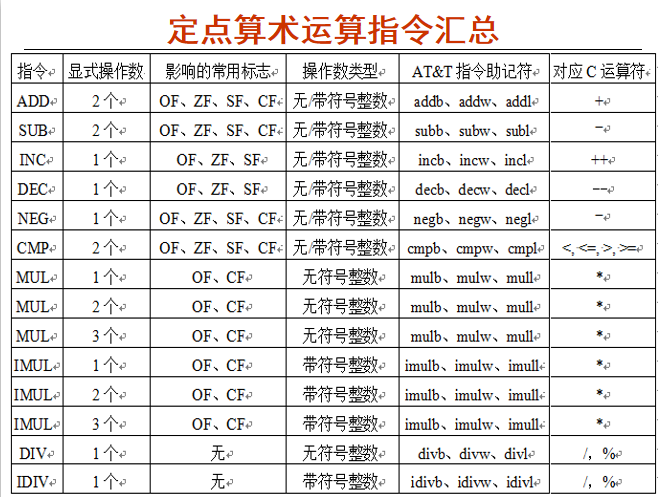 定点算术运算指令汇总
指令 显式操作数 影响的常用标志 操作数类型 AT&T 指令助记符 对应 C 运算符
ADD 2 个 OF、ZF、SF、CF 无/带符号整数 addb、addw、addl +
SUB 2 个 OF、ZF、SF、CF 无/带符号整数 subb、subw、subl −
INC 1 个 OF、ZF、SF 无/带符号整数 incb、incw、incl ++
DEC 1 个 OF、ZF、SF 无/带符号整数 decb、decw、decl −−
NEG 1 个 OF、ZF、SF、CF 无/带符号整数 negb、negw、negl −
CMP 2 个 OF、ZF、SF、CF 无/带符号整数 cmpb、cmpw、cmpl <, <=, >, >=
MUL 1 个 OF、CF 无符号整数 mulb、mulw、mull *
MUL 2 个 OF、CF 无符号整数 mulb、mulw、mull *
MUL 3 个 OF、CF 无符号整数 mulb、mulw、mull *
IMUL 1 个 OF、CF 带符号整数 imulb、imulw、imull *
IMUL 2 个 OF、CF 带符号整数 imulb、imulw、imull *
IMUL 3 个 OF、CF 带符号整数 imulb、imulw、imull *
DIV 1 个 无 无符号整数 divb、divw、divl /，%
IDIV 1 个 无 带符号整数 idivb、idivw、idivl /，%